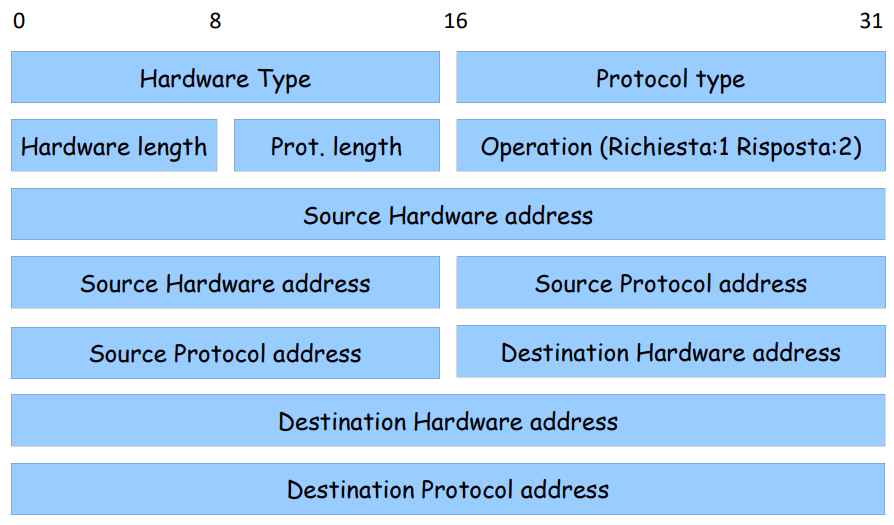 0 8 16 31
Hardware Type Protocol type
Hardware length Prot. length Operation (Richiesta:1 Risposta:2)
Source Hardware address
Source Hardware address Source Protocol address
Source Protocol address Destination Hardware address
Destination Hardware address
Destination Protocol address